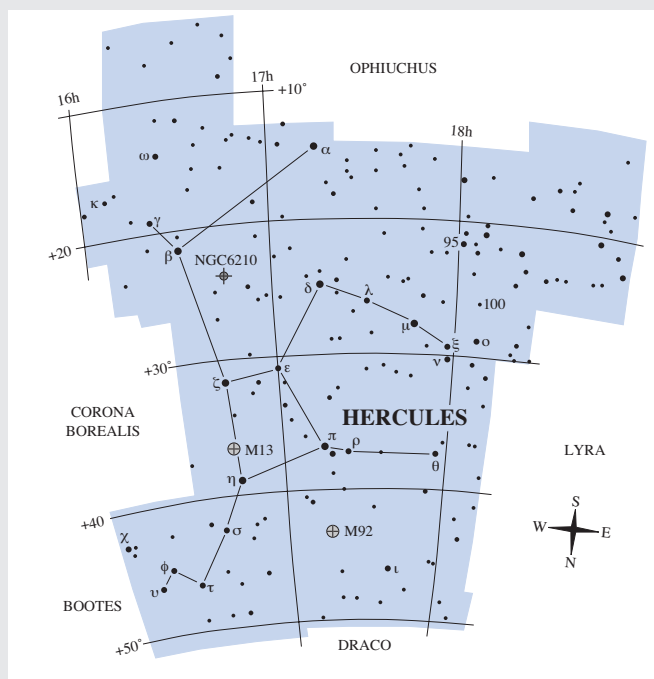 OPHIUCHUS
17h
+10°
16h
18h
α
ω
κ
γ
+20
β
95
NGC6210
δ
λ
100
μ
ξ
ο
ν
+30°
ε
ζ
CORONA
BOREALIS
HERCULES
π
ρ
θ
M13
LYRA
η
S
W
E
N
+40
χ
σ
M92
φ
ι
υ
τ
BOOTES
+50°
DRACO